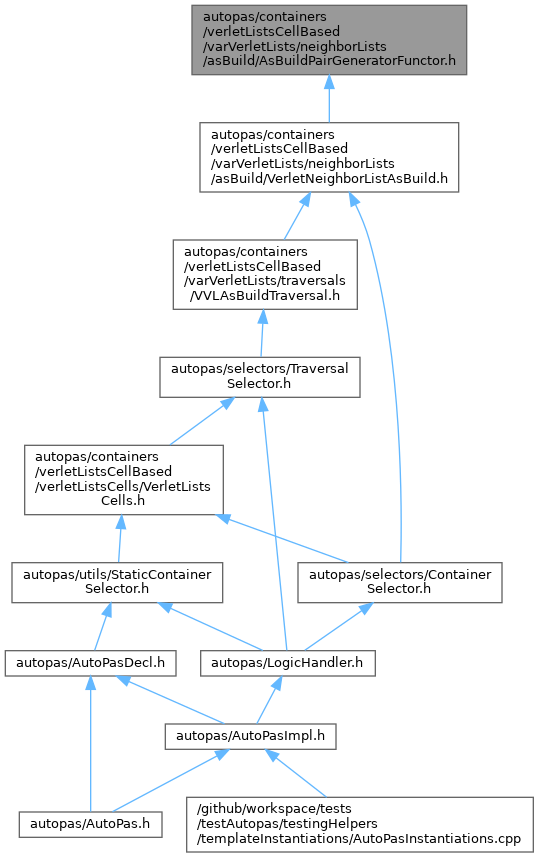 autopas/containers
/verletListsCellBased
/varVerletLists/neighborLists
/asBuild/AsBuildPairGeneratorFunctor.h
autopas/containers
/verletListsCellBased
/varVerletLists/neighborLists
/asBuild/VerletNeighborListAsBuild.h
autopas/containers
/verletListsCellBased
/varVerletLists/traversals
/VVLAsBuildTraversal.h
autopas/selectors/Traversal
Selector.h
autopas/containers
/verletListsCellBased
/verletListsCells/VerletLists
Cells.h
autopas/utils/StaticContainer
Selector.h
autopas/selectors/Container
Selector.h
autopas/AutoPasDecl.h
autopas/LogicHandler.h
autopas/AutoPasImpl.h
autopas/AutoPas.h
/github/workspace/tests
/testAutopas/testingHelpers
/templateInstantiations/AutoPasInstantiations.cpp